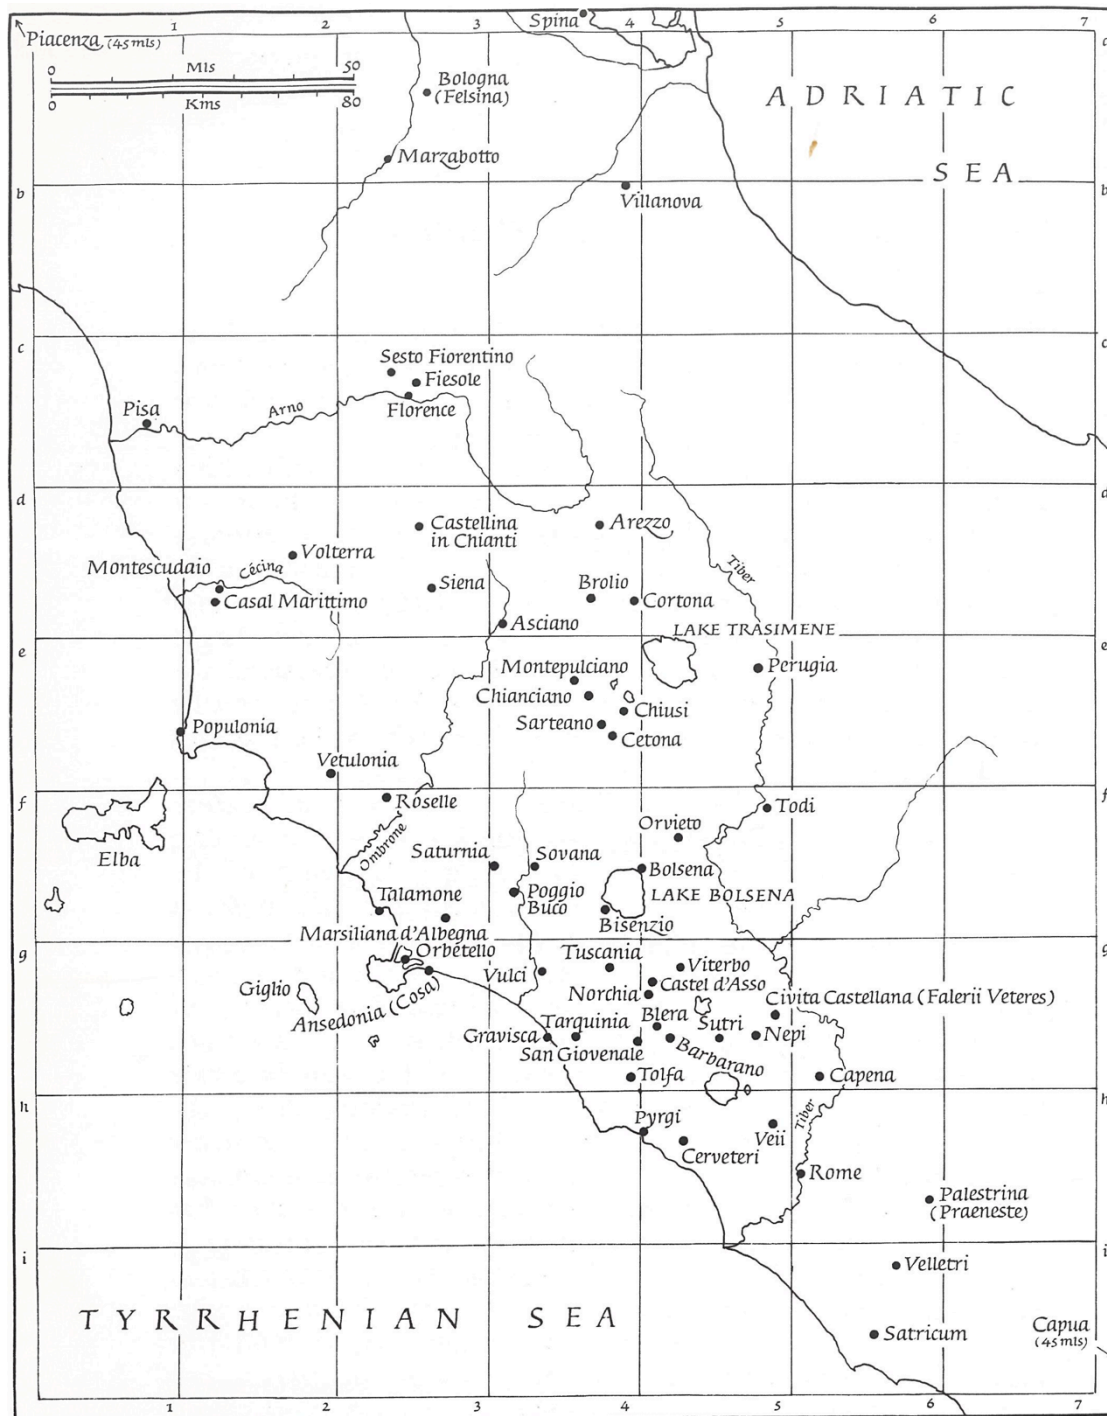 1 2 3 4 5 6 7
Spina
Piacenza (45 mls)
a a
0 Mls 50
0 Kms 80
Bologna
(Felsina)
ADRIATIC
SEA
Marzabotto
b b
Villanova
c c
Sesto Fiorentino
Fiesole
Florence
Pisa
Arno
d d
Castellina
in Chianti
Arezzo
Volterra
Tiber
Montescudaio
Cécina
Siena
Brolio
Casal Marittimo
Cortona
Asciano
LAKE TRASIMENE
e e
Montepulciano
Perugia
Chianciano
Chiusi
Sarteano
Cetona
Populonia
Vetulonia
f f
Roselle
Todi
Orvieto
Ombrone
Elba
Saturnia
Sovana
Bolsena
Talamone
Poggio
Buco
LAKE BOLSENA
Bisenzio
Marsiliana d'Albegna
g g
Orbetello
Tuscania
Viterbo
Vulci
Castel d'Asso
Giglio
Norchia
Ansedonia (Cosa)
Civita Castellana (Falerii Veteres)
Blera
Tarquinia
Sutri
Gravisca
Nepi
San Giovenale
Barbarano
Tolfa
Capena
h h
Pyrgi
Tiber
Veii
Cerveteri
Rome
Palestrina
(Praeneste)
i i
Velletri
TYRRHENIAN SEA
Satricum
Capua
(45 mls)
1 2 3 4 5 6 7